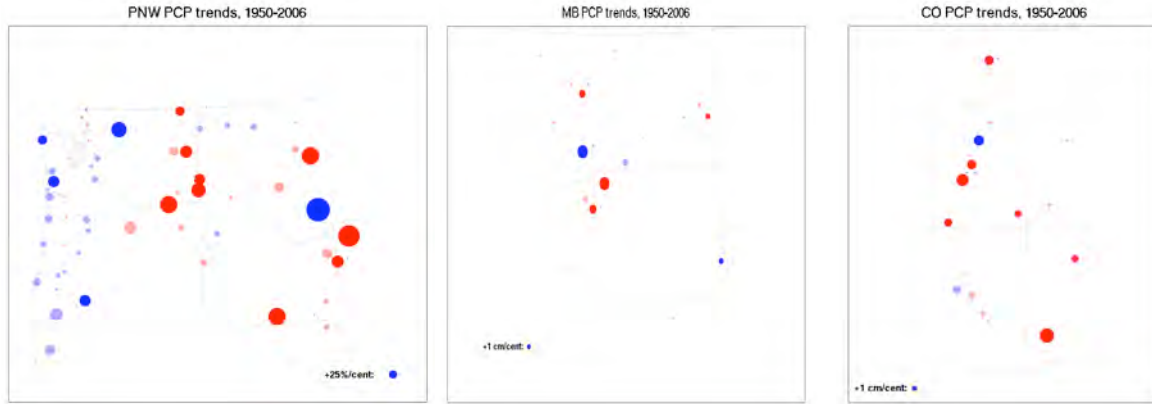 PNW PCP trends, 1950-2006
MB PCP trends, 1950-2006
CO PCP trends, 1950-2006
+25%/cent:
+1 cm/cent:
+1 cm/cent: